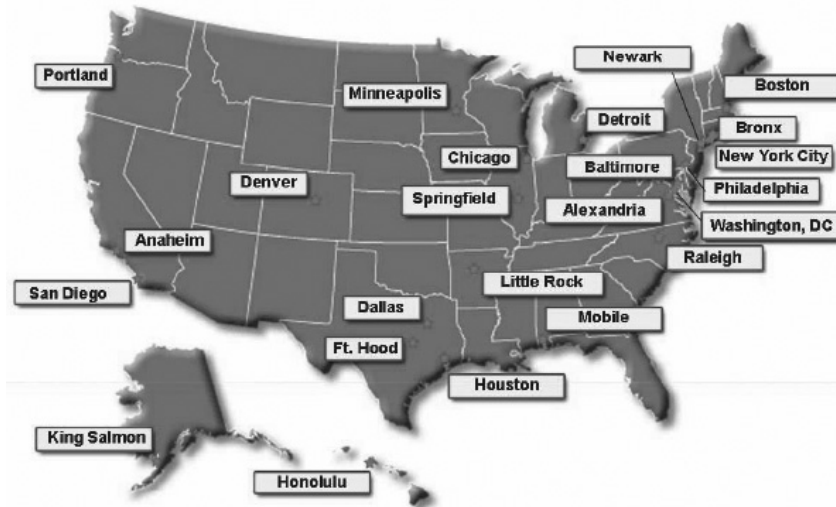 Newark
Portland
Boston
Minneapolis
Detroit
Bronx
Chicago
New York City
Baltimore
Denver
Philadelphia
Springfield
Alexandria
Washington, DC
Anaheim
Raleigh
San Diego
Little Rock
Dallas
Mobile
Ft. Hood
Houston
King Salmon
Honolulu